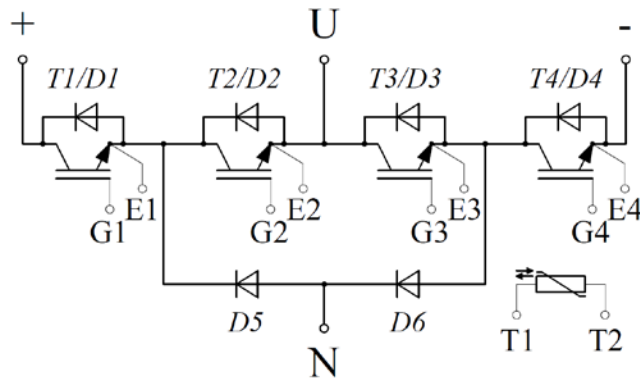 + U -
T1/D1 T2/D2 T3/D3 T4/D4
E1 E2 E3 E4
G1 G2 G3 G4
D5 D6 T1 T2
N